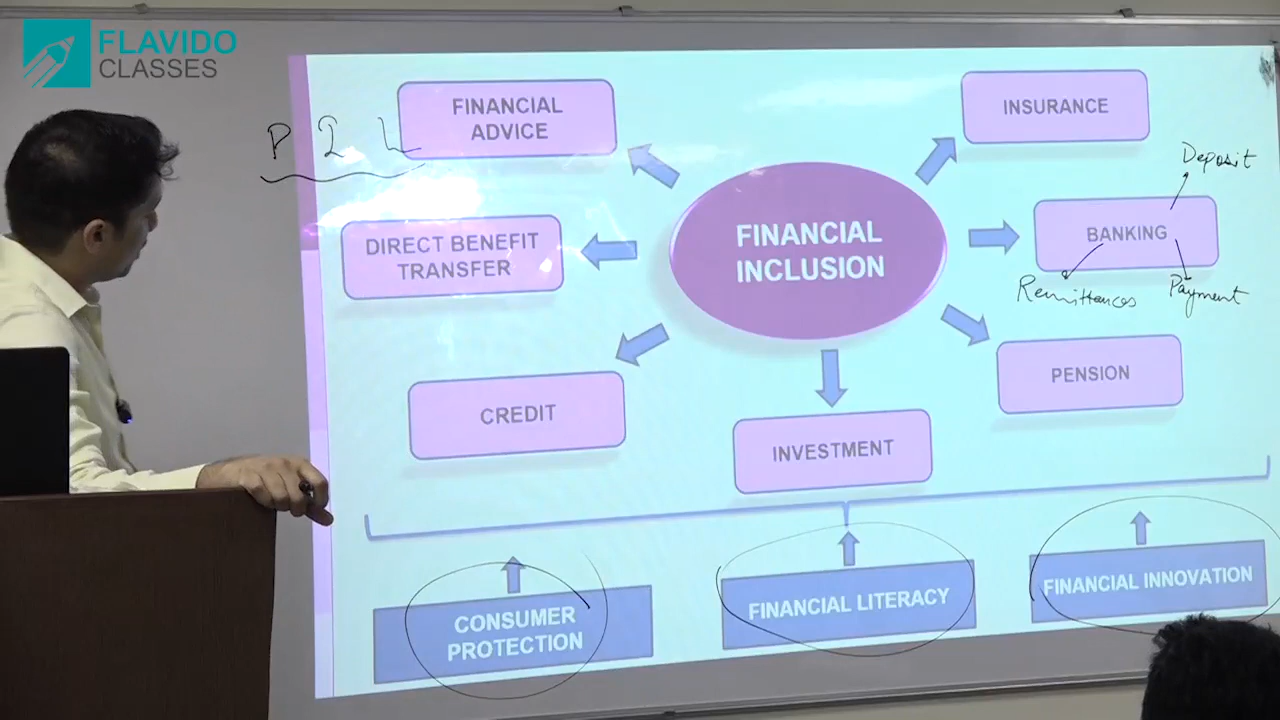 FLAVIDO
CLASSES
FINANCIAL
ADVICE
INSURANCE
P I L
Deposit
DIRECT BENEFIT
TRANSFER
FINANCIAL
INCLUSION
BANKING
Remittances
Payment
CREDIT
INVESTMENT
PENSION
CONSUMER
PROTECTION
FINANCIAL LITERACY
FINANCIAL INNOVATION